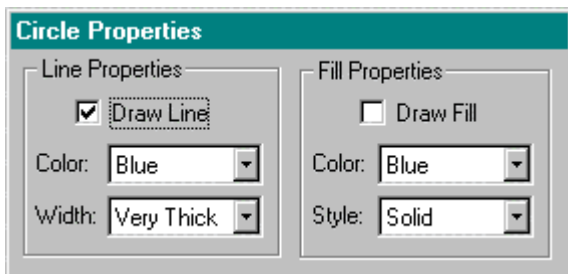 Circle Properties
Line Properties
Draw Line
Color: Blue
Width: Very Thick
Fill Properties
Draw Fill
Color: Blue
Style: Solid